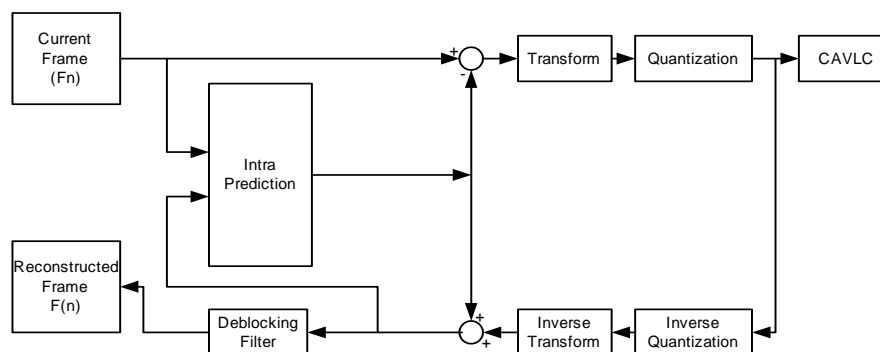 Current
Frame
(Fn)
+
-
Transform
Quantization
CAVLC
Intra
Prediction
Reconstructed
Frame
F(n)
Deblocking
Filter
+
+
Inverse
Transform
Inverse
Quantization